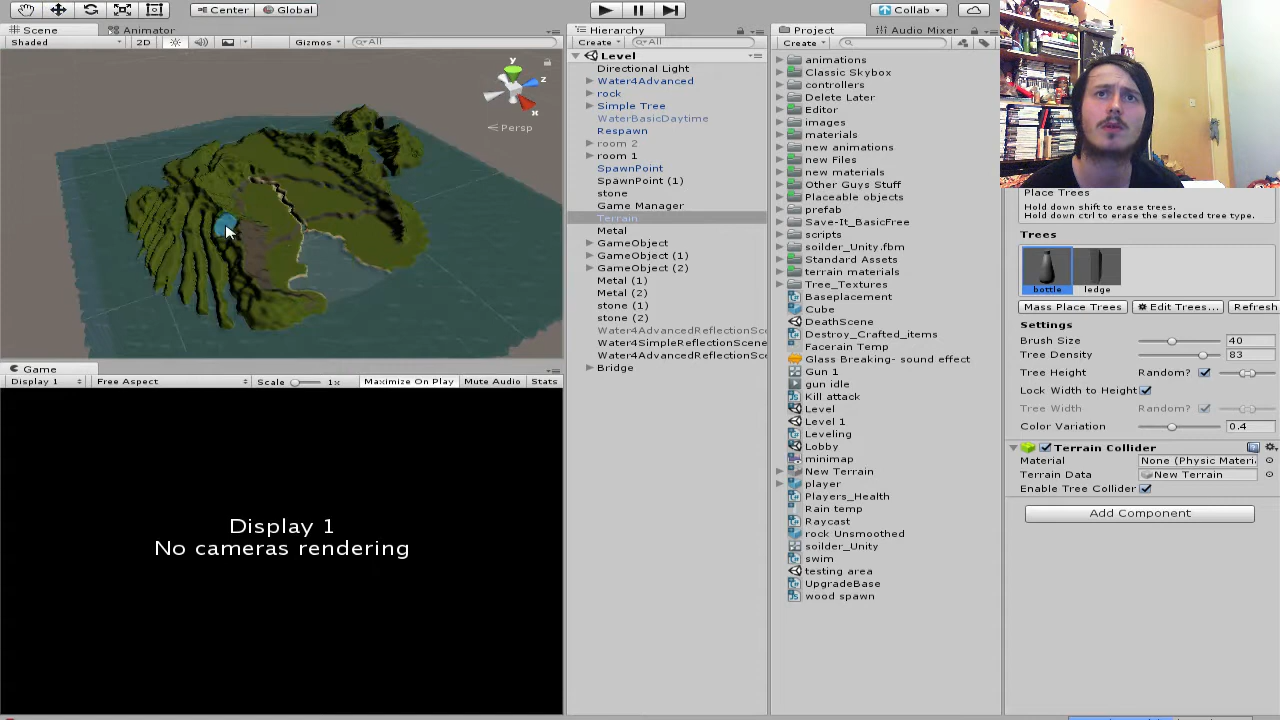 Center
Global
Collab
Scene
Animator
Shaded
2D
Gizmos
All
y
z
x
Persp
Game
Display 1
Free Aspect
Scale
1x
Maximize On Play
Mute Audio
Stats
Display 1
No cameras rendering
Hierarchy
Create
All
Level
Directional Light
Water4Advanced
rock
Simple Tree
WaterBasicDaytime
Respawn
room 2
room 1
SpawnPoint
SpawnPoint (1)
stone
Game Manager
Terrain
Metal
GameObject
GameObject (1)
GameObject (2)
Metal (1)
Metal (2)
stone (1)
stone (2)
Water4AdvancedReflectionSce
Water4SimpleReflectionScene
Water4AdvancedReflectionSce
Bridge
Project
Audio Mixer
Create
animations
Classic Skybox
controllers
Delete Later
Editor
images
materials
new animations
new Files
new materials
Other Guys Stuff
Placeable objects
prefab
Save-It_BasicFree
scripts
soilder_Unity.fbm
Standard Assets
terrain materials
Tree_Textures
Baseplacement
Cube
DeathScene
Destroy_Crafted_items
Facerain Temp
Glass Breaking- sound effect
Gun 1
gun idle
Kill attack
Level
Level 1
Leveling
Lobby
minimap
New Terrain
player
Players_Health
Rain temp
Raycast
rock Unsmoothed
soilder_Unity
swim
testing area
UpgradeBase
wood spawn
Place Trees
Hold down shift to erase trees.
Hold down ctrl to erase the selected tree type.
Trees
bottle
ledge
Mass Place Trees
Edit Trees...
Refresh
Settings
Brush Size
40
Tree Density
83
Tree Height
Random?
Lock Width to Height
Tree Width
Random?
Color Variation
0.4
Terrain Collider
Material
None (Physic Materi
Terrain Data
New Terrain
Enable Tree Collider
Add Component